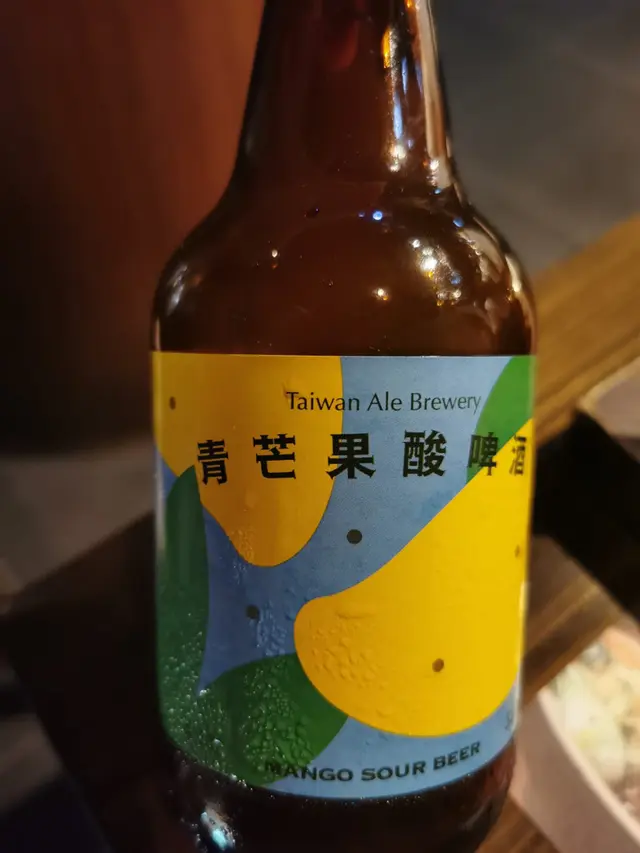 Taiwan Ale Brewery
青芒果酸啤酒
MANGO SOUR BEER